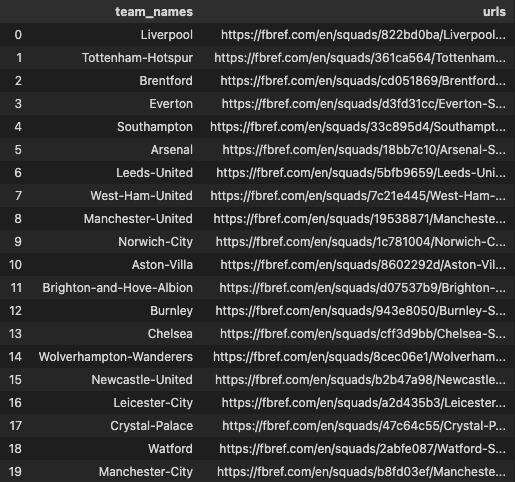 team_names urls
0 Liverpool https://fbref.com/en/squads/822bd0ba/Liverpool...
1 Tottenham-Hotspur https://fbref.com/en/squads/361ca564/Tottenham...
2 Brentford https://fbref.com/en/squads/cd051869/Brentford...
3 Everton https://fbref.com/en/squads/d3fd31cc/Everton-S...
4 Southampton https://fbref.com/en/squads/33c895d4/Southampt...
5 Arsenal https://fbref.com/en/squads/18bb7c10/Arsenal-S...
6 Leeds-United https://fbref.com/en/squads/5bfb9659/Leeds-Uni...
7 West-Ham-United https://fbref.com/en/squads/7c21e445/West-Ham-...
8 Manchester-United https://fbref.com/en/squads/19538871/Mancheste...
9 Norwich-City https://fbref.com/en/squads/1c781004/Norwich-C...
10 Aston-Villa https://fbref.com/en/squads/8602292d/Aston-Vil...
11 Brighton-and-Hove-Albion https://fbref.com/en/squads/d07537b9/Brighton-...
12 Burnley https://fbref.com/en/squads/943e8050/Burnley-S...
13 Chelsea https://fbref.com/en/squads/cff3d9bb/Chelsea-S...
14 Wolverhampton-Wanderers https://fbref.com/en/squads/8cec06e1/Wolverham...
15 Newcastle-United https://fbref.com/en/squads/b2b47a98/Newcastle...
16 Leicester-City https://fbref.com/en/squads/a2d435b3/Leicester...
17 Crystal-Palace https://fbref.com/en/squads/47c64c55/Crystal-P...
18 Watford https://fbref.com/en/squads/2abfe087/Watford-S...
19 Manchester-City https://fbref.com/en/squads/b8fd03ef/Mancheste...